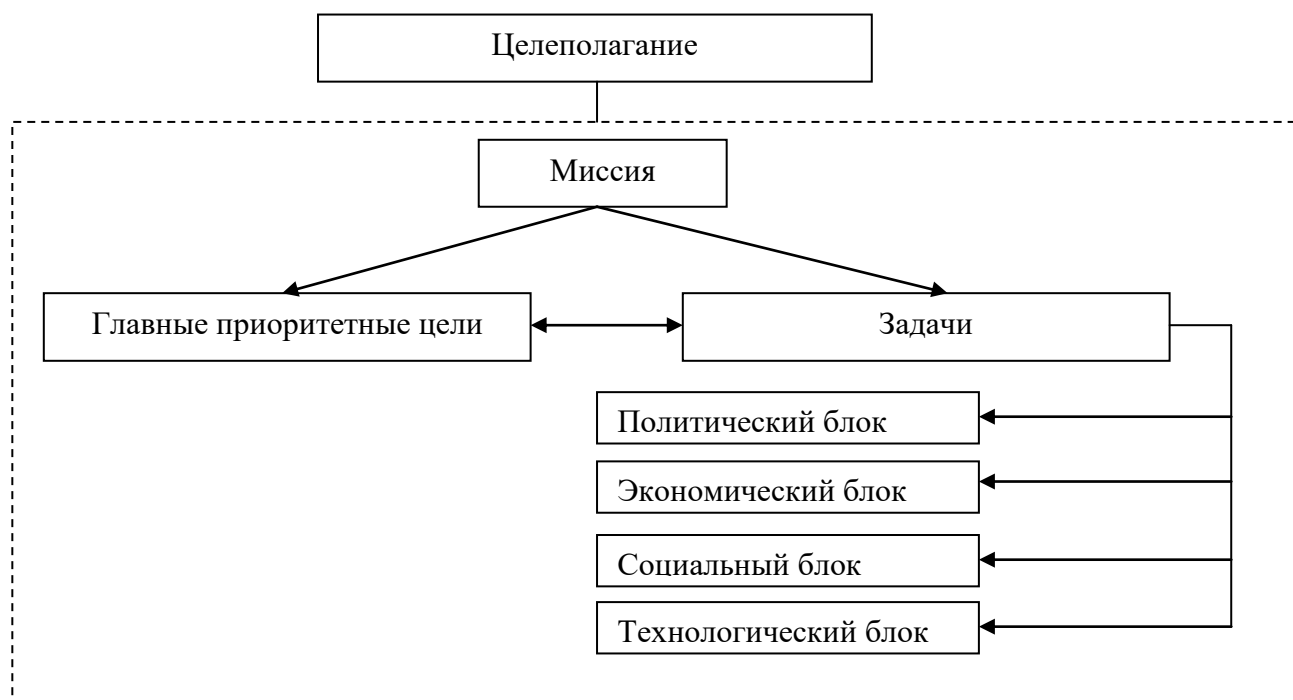 Целеполагание
Миссия
Главные приоритетные цели
Задачи
Политический блок
Экономический блок
Социальный блок
Технологический блок